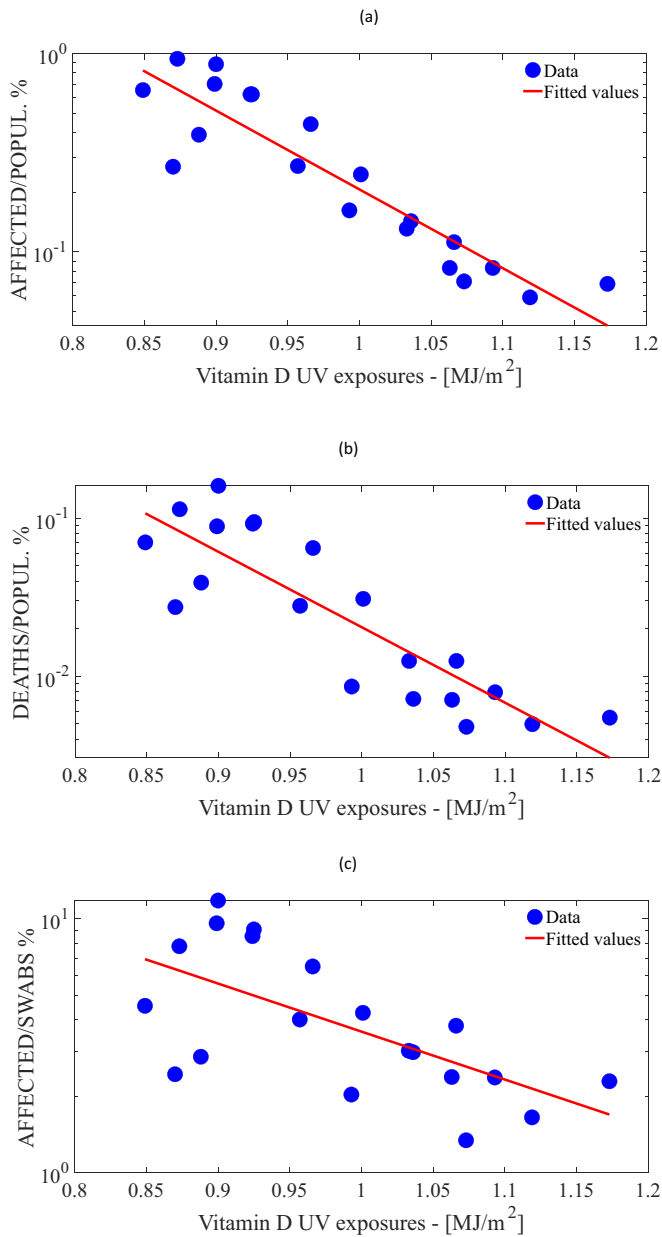 (a)
10^0
10^-1
AFFECTED/POPUL. %
Data
Fitted values
0.8 0.85 0.9 0.95 1 1.05 1.1 1.15 1.2
Vitamin D UV exposures - [MJ/m^2]
(b)
10^-1
10^-2
DEATHS/POPUL. %
Data
Fitted values
0.8 0.85 0.9 0.95 1 1.05 1.1 1.15 1.2
Vitamin D UV exposures - [MJ/m^2]
(c)
10^1
10^0
AFFECTED/SWABS %
Data
Fitted values
0.8 0.85 0.9 0.95 1 1.05 1.1 1.15 1.2
Vitamin D UV exposures - [MJ/m^2]